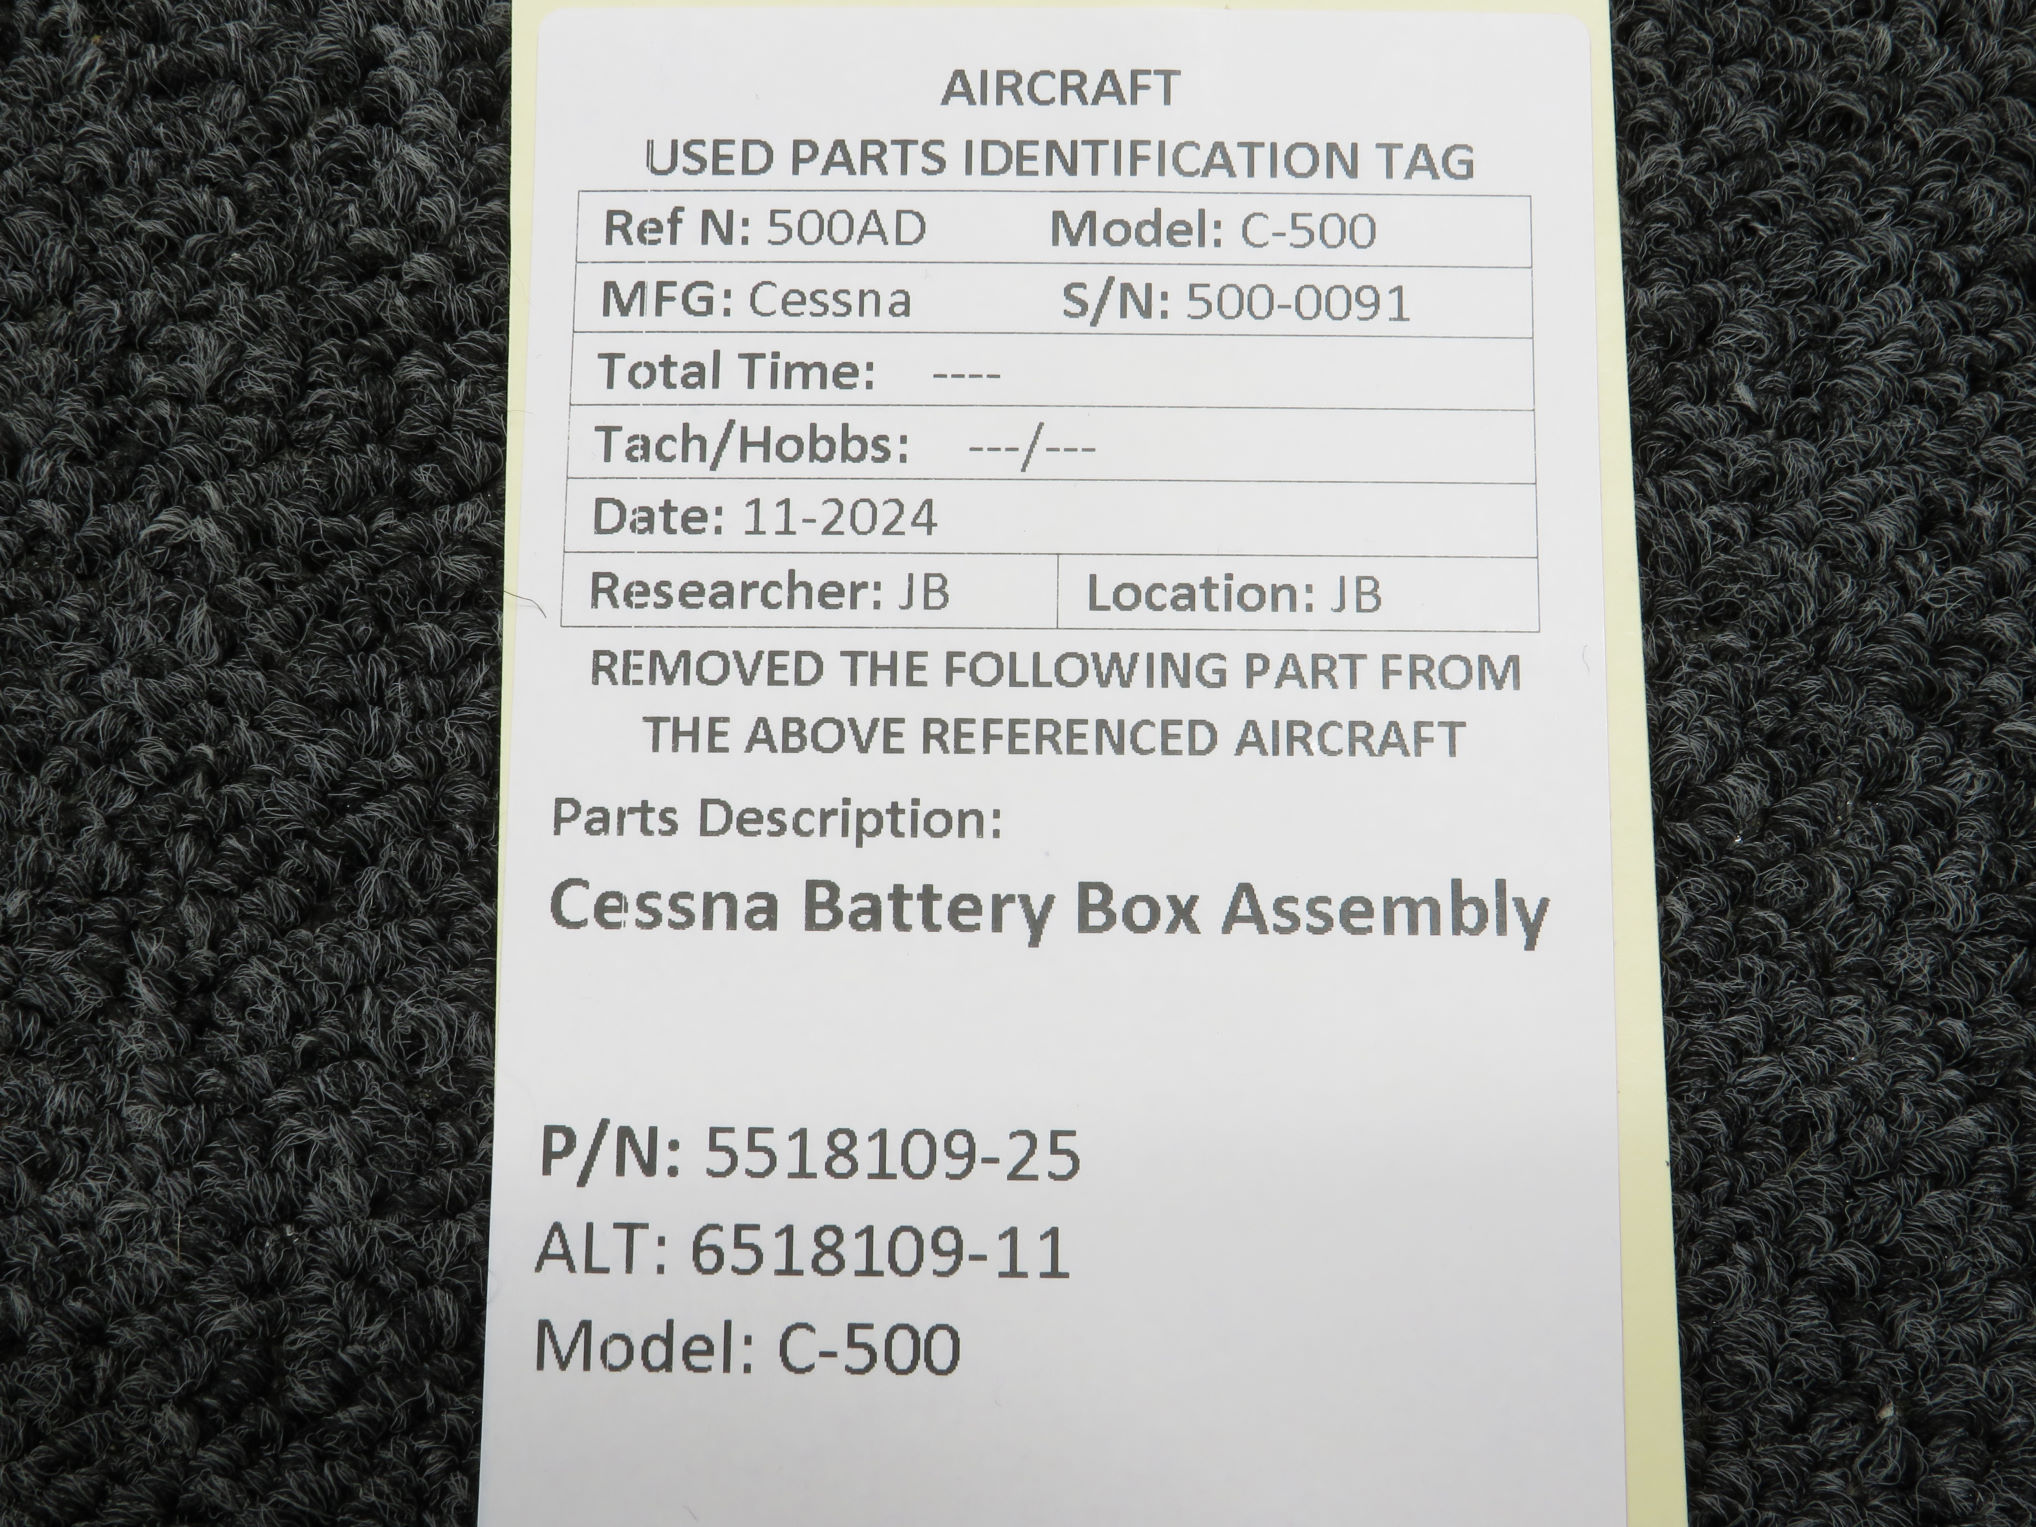 AIRCRAFT
USED PARTS IDENTIFICATION TAG
Ref N: 500AD Model: C-500
MFG: Cessna S/N: 500-0091
Total Time: ----
Tach/Hobbs: ---/---
Date: 11-2024
Researcher: JB Location: JB
REMOVED THE FOLLOWING PART FROM
THE ABOVE REFERENCED AIRCRAFT
Parts Description:
Cessna Battery Box Assembly
P/N: 5518109-25
ALT: 6518109-11
Model: C-500